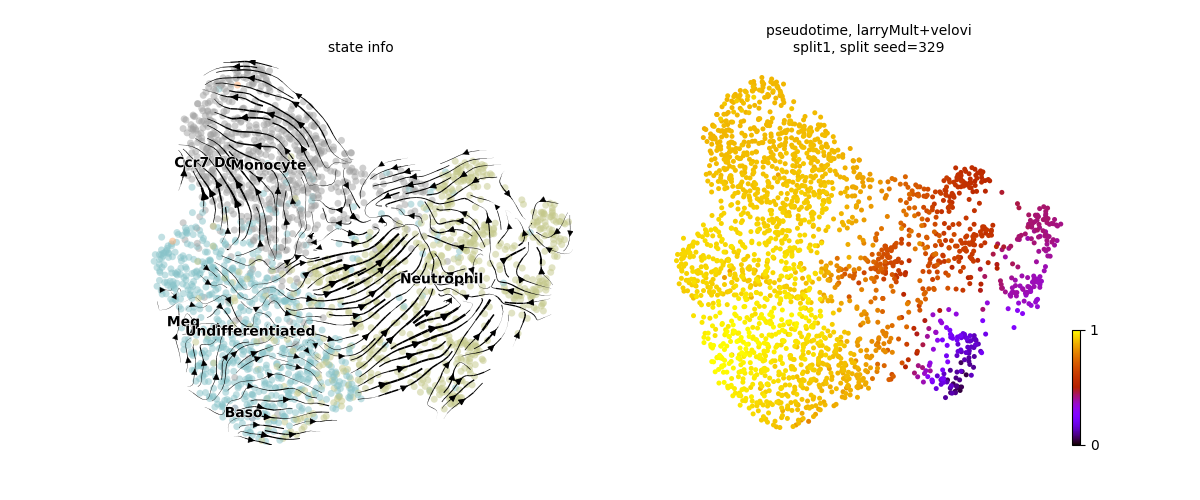 state info
Ccr7 DC
Monocyte
Neutrophil
Meg
Undifferentiated
Baso
pseudotime, larryMult+velovi
split1, split seed=329
1
0